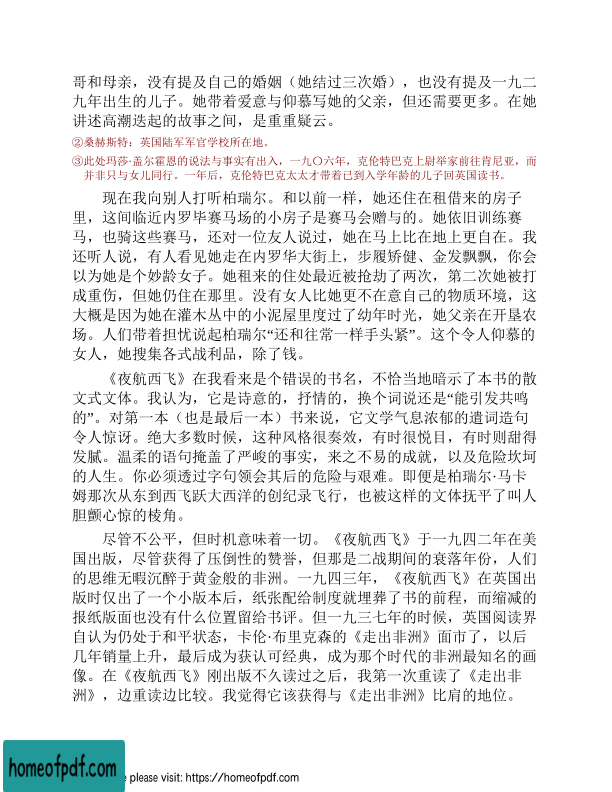 哥和母亲，没有提及自己的婚姻（她结过三次婚），也没有提及一九二
九年出生的儿子。她带着爱意与仰慕写她的父亲，但还需要更多。在她
讲述高潮迭起的故事之间，是重重疑云。
②桑赫斯特：英国陆军军官学校所在地。
③此处玛莎·盖尔霍恩的说法与事实有出入，一九〇六年，克伦特巴克上尉举家前往肯尼亚，而
并非只与女儿同行。一年后，克伦特巴克太太才带着已到入学年龄的儿子回英国读书。
现在我向别人打听柏瑞尔。和以前一样，她还住在租借来的房子
里，这间临近内罗毕赛马场的小房子是赛马会赠与的。她依旧训练赛
马，也骑这些赛马，还对一位友人说过，她在马上比在地上更自在。我
还听人说，有人看见她走在内罗华大街上，步履矫健、金发飘飘，你会
以为她是个妙龄女子。她租来的住处最近被抢劫了两次，第二次她被打
成重伤，但她仍住在那里。没有女人比她更不在意自己的物质环境，这
大概是因为她在灌木丛中的小泥屋里度过了幼年时光，她父亲在开垦农
场。人们带着担忧说起柏瑞尔“还和往常一样手头紧”。这个令人仰慕的
女人，她搜集各式战利品，除了钱。
《夜航西飞》在我看来是个错误的书名，不恰当地暗示了本书的散
文式文体。我认为，它是诗意的，抒情的，换个词说还是“能引发共鸣
的”。对第一本（也是最后一本）书来说，它文学气息浓郁的遣词造句
令人惊讶。绝大多数时候，这种风格很奏效，有时很悦目，有时则甜得
发腻。温柔的语句掩盖了严峻的事实，来之不易的成就，以及危险坎坷
的人生。你必须透过字句领会其后的危险与艰难。即便是柏瑞尔·马卡
姆那次从东到西飞跃大西洋的创纪录飞行，也被这样的文体抚平了叫人
胆颤心惊的棱角。
尽管不公平，但时机意味着一切。《夜航西飞》于一九四二年在美
国出版，尽管获得了压倒性的赞誉，但那是二战期间的衰落年份，人们
的思维无暇沉醉于黄金般的非洲。一九四三年，《夜航西飞》在英国出
版时仅出了一个小版本后，纸张配给制度就埋葬了书的前程，而缩减的
报纸版面也没有什么位置留给书评。但一九三七年的时候，英国阅读界
自认为仍处于和平状态，卡伦·布里克森的《走出非洲》面市了，以后
几年销量上升，最后成为获认可经典，成为那个时代的非洲最知名的画
像。在《夜航西飞》刚出版不久读过之后，我第一次重读了《走出非
洲》，边重读边比较。我觉得它该获得与《走出非洲》比肩的地位。
homeofpdf.com
e please visit: https://homeofpdf.com